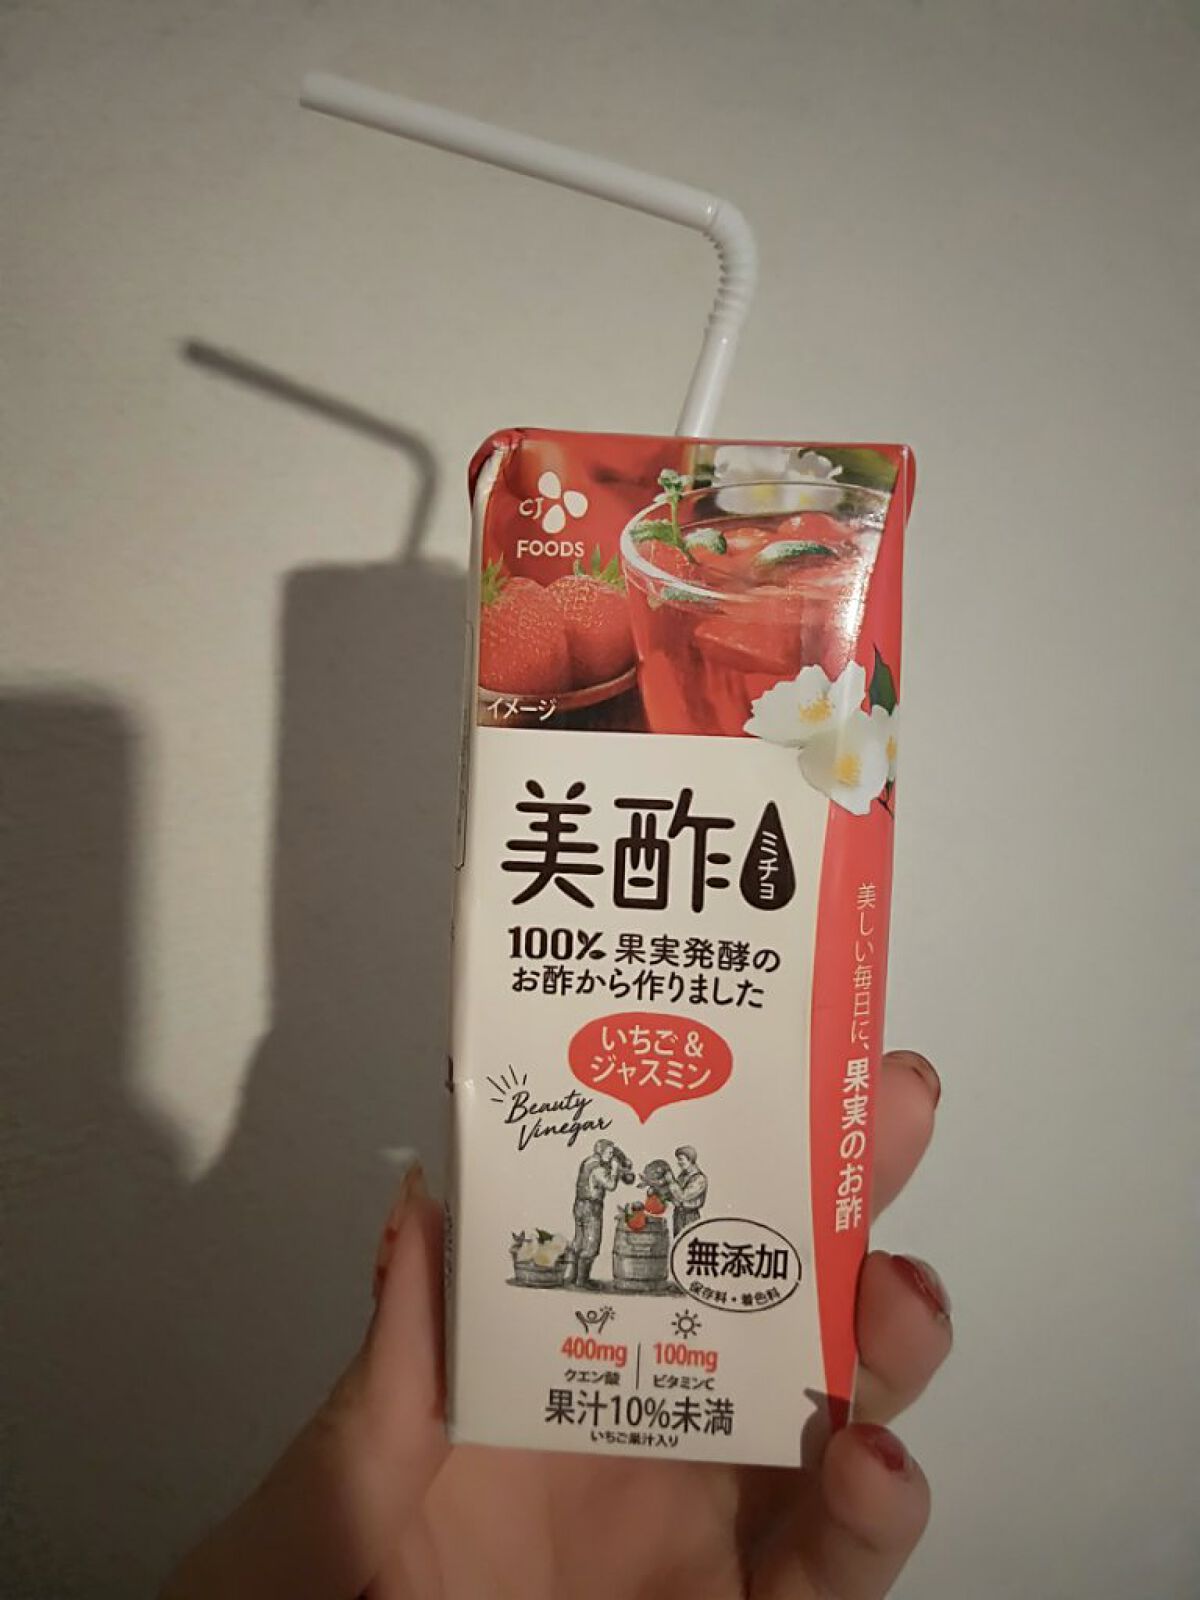 CJ
FOODS
イメージ
美酢
ミチョ
100% 果実発酵の
お酢から作りました
いちご&
ジャスミン
Beauty
Vinegar
無添加
保存料・着色料
400mg
クエン酸
100mg
ビタミンC
果汁10%未満
いちご果汁入り
美しい毎日に、果実のお酢